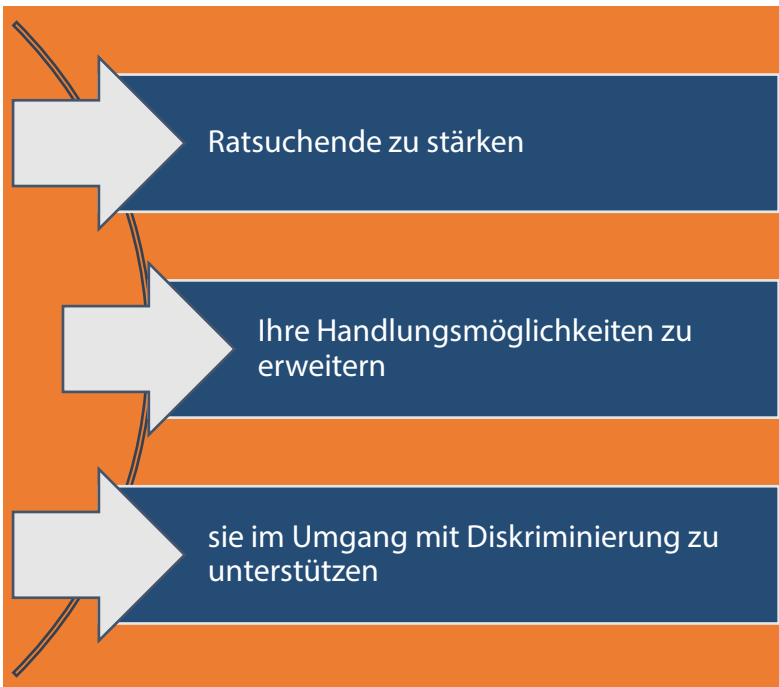 Ratsuchende zu stärken
Ihre Handlungsmöglichkeiten zu
erweitern
sie im Umgang mit Diskriminierung zu
unterstützen